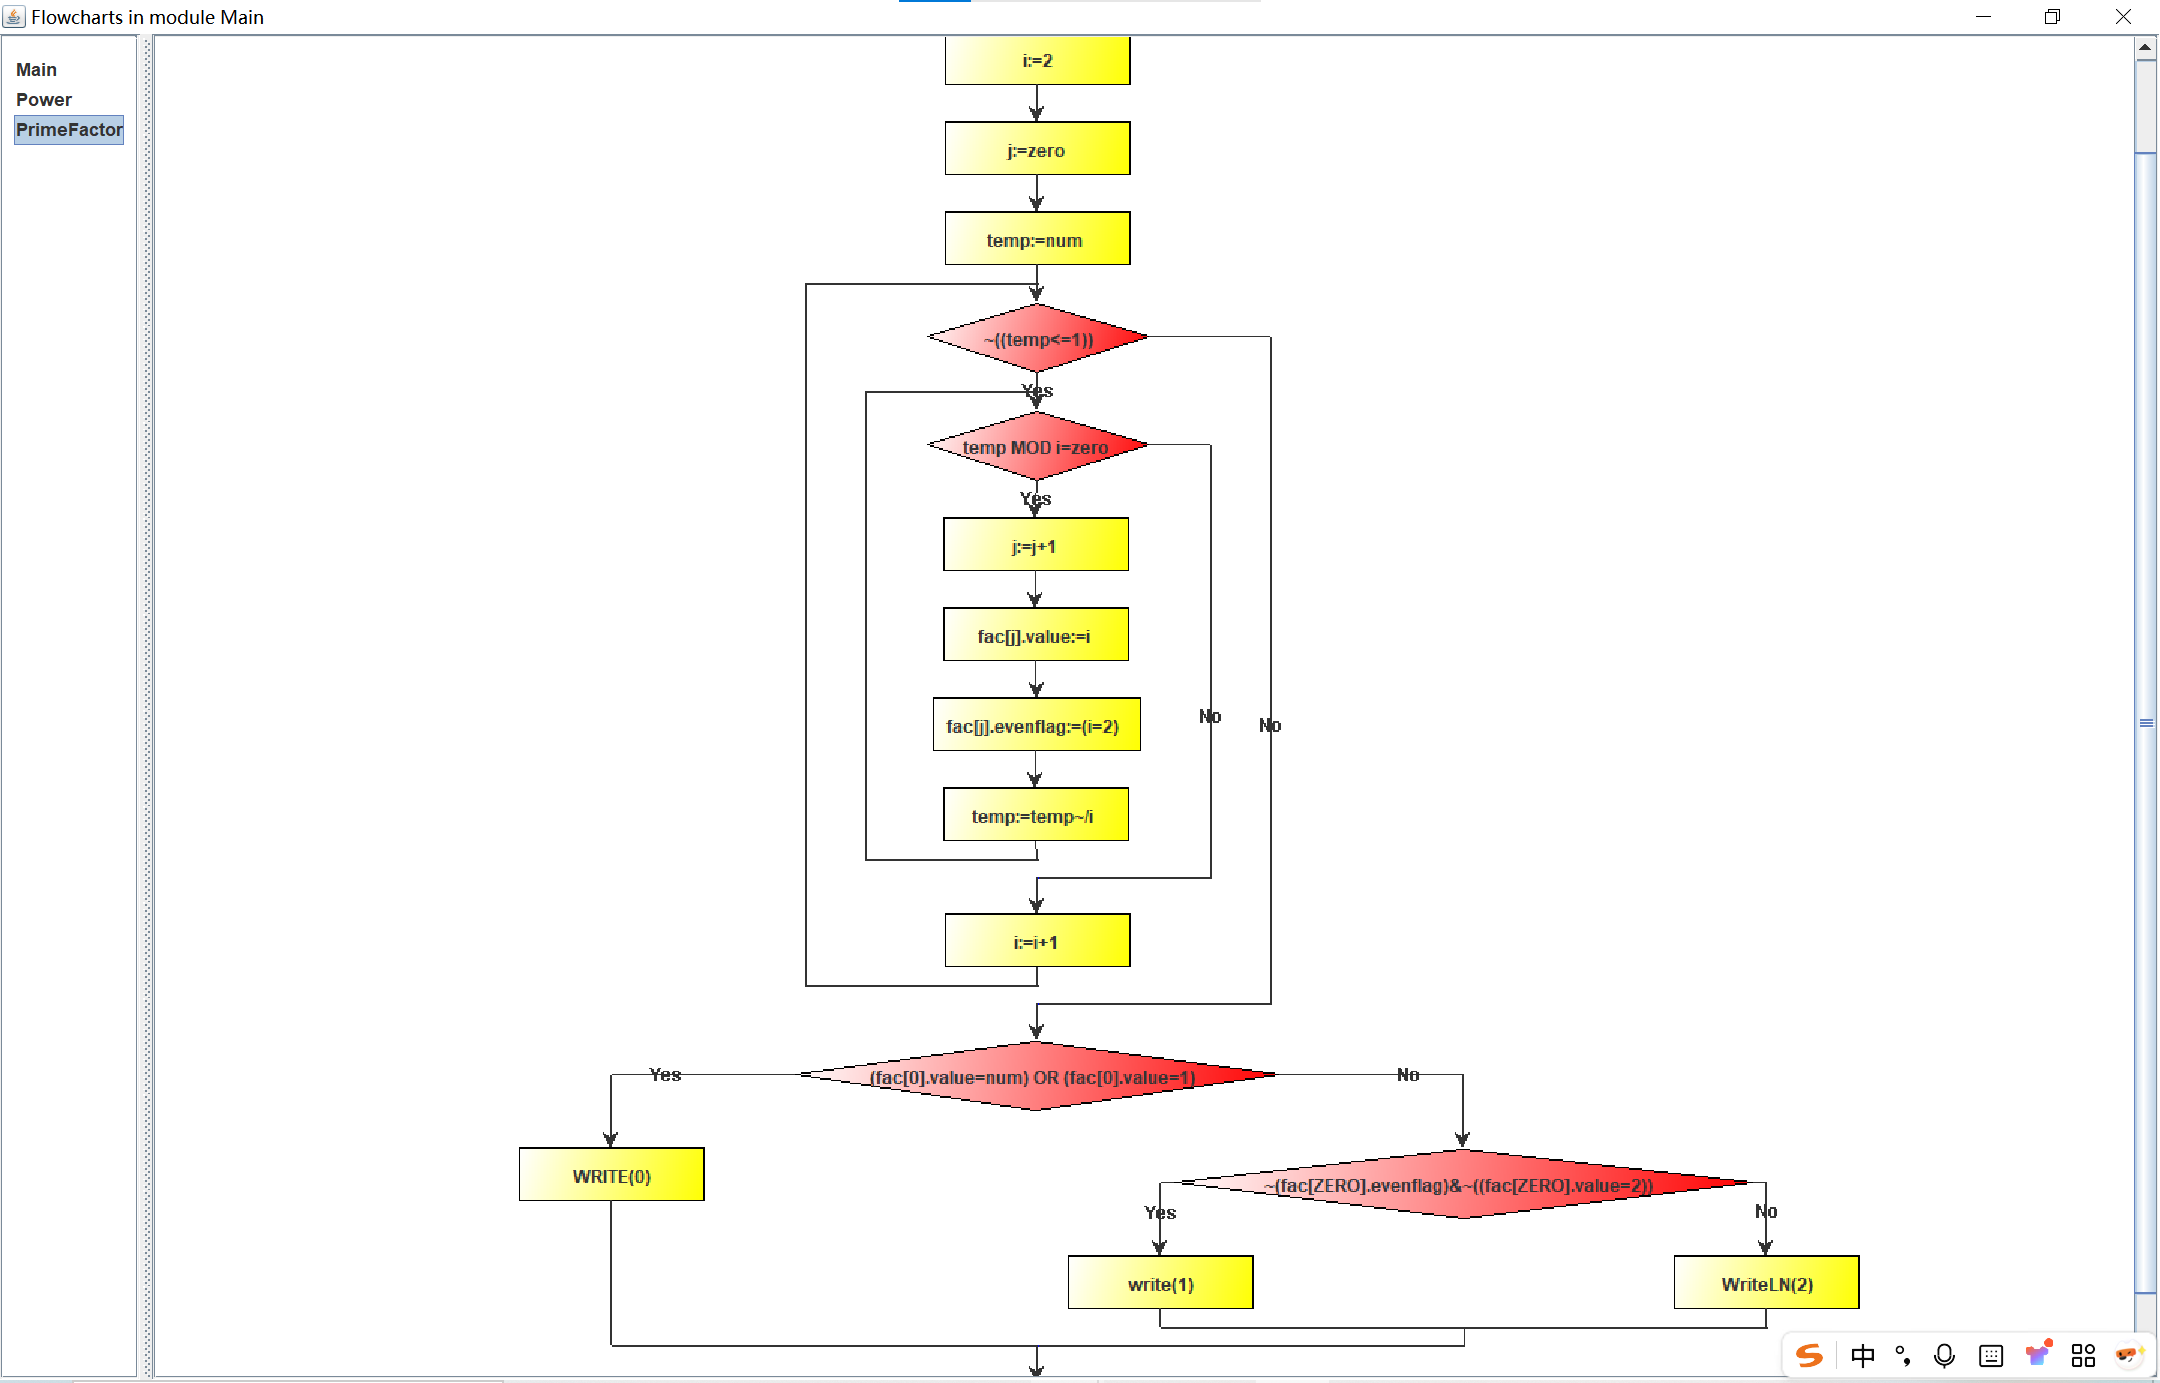 Flowcharts in module Main
Main
Power
PrimeFactor
i:=2
j:=zero
temp:=num
~((temp<=1))
Yes
temp MOD i=zero
Yes
j:=j+1
fac[j].value:=i
fac[j].evenflag:=(i=2)
No
No
temp:=temp~/i
i:=i+1
Yes
(fac[0].value=num) OR (fac[0].value=1)
No
WRITE(0)
~(fac[ZERO].evenflag)&~((fac[ZERO].value=2))
Yes
No
write(1)
WriteLN(2)
S 中 °,